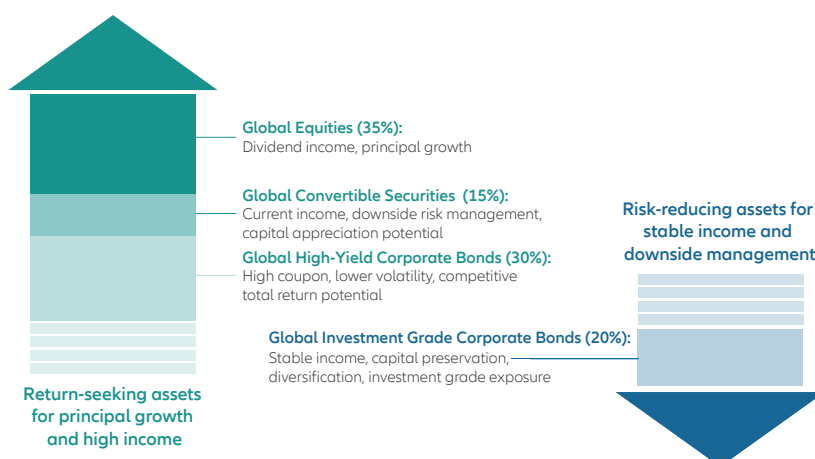 Global Equities (35%):
Dividend income, principal growth
Global Convertible Securities (15%):
Current income, downside risk management,
capital appreciation potential
Global High-Yield Corporate Bonds (30%):
High coupon, lower volatility, competitive
total return potential
Return-seeking assets
for principal growth
and high income
Risk-reducing assets for
stable income and
downside management
Global Investment Grade Corporate Bonds (20%):
Stable income, capital preservation,
diversification, investment grade exposure